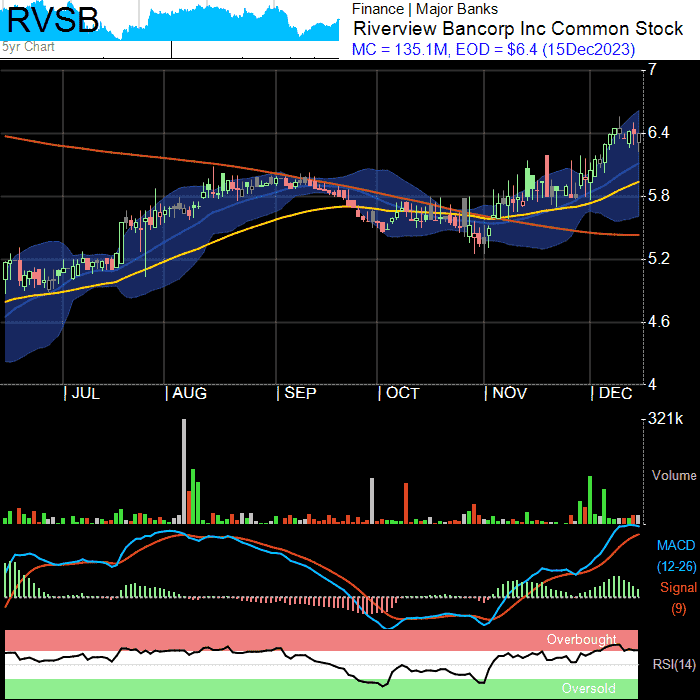 RVSB
5yr Chart
Finance | Major Banks
Riverview Bancorp Inc Common Stock
MC = 135.1M, EOD = $6.4 (15Dec2023)
7
6.4
5.8
5.2
4.6
4
JUL AUG SEP OCT NOV DEC
321k
Volume
MACD
(12-26)
Signal
(9)
Overbought
RSI(14)
Oversold